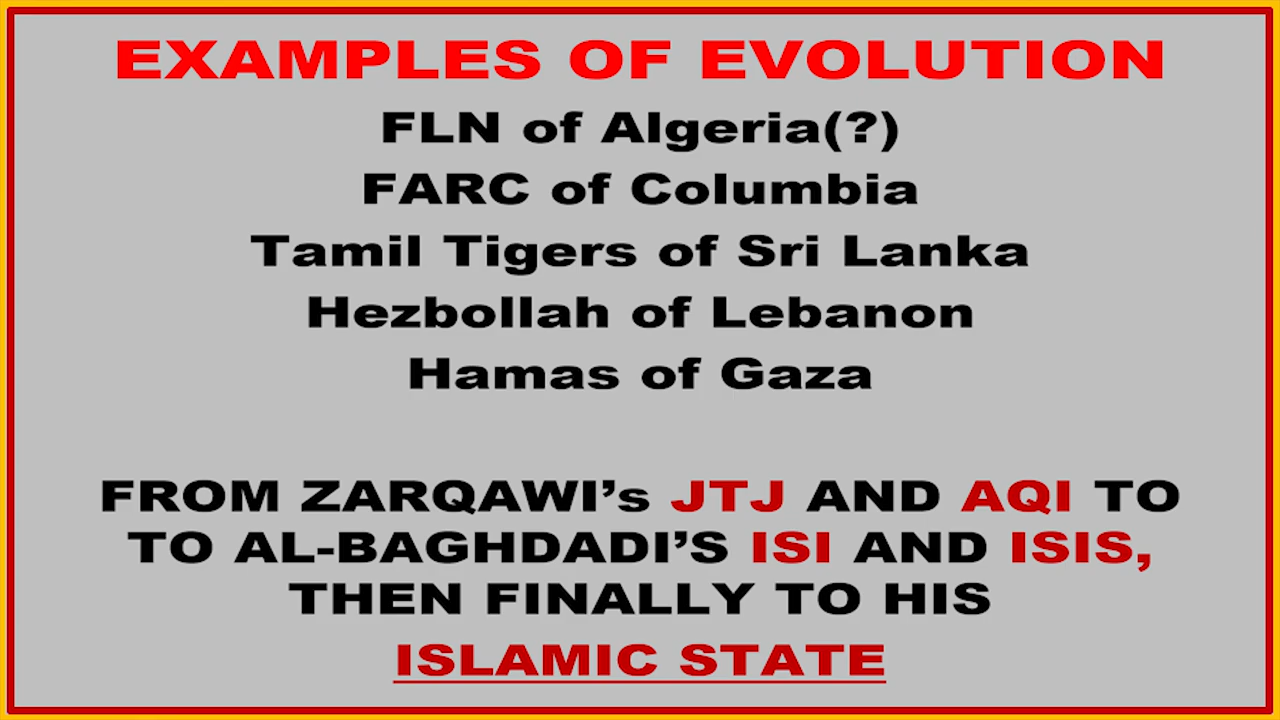 EXAMPLES OF EVOLUTION
FLN of Algeria(?)
FARC of Columbia
Tamil Tigers of Sri Lanka
Hezbollah of Lebanon
Hamas of Gaza
FROM ZARQAWI’s JTJ AND AQI TO
TO AL-BAGHDADI’S ISI AND ISIS,
THEN FINALLY TO HIS
ISLAMIC STATE